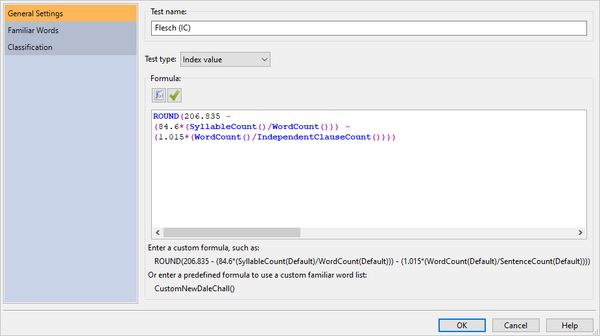 General Settings
Familiar Words
Classification
Test name:
Flesch (IC)
Test type: Index value
Formula:
ROUND(206.835 -
(84.6*(SyllableCount()/WordCount())) -
(1.015*(WordCount()/IndependentClauseCount())))
Enter a custom formula, such as:
ROUND(206.835 - (84.6*(SyllableCount(Default)/WordCount(Default))) - (1.015*(WordCount(Default)/SentenceCount(Default))))
Or enter a predefined formula to use a custom familiar word list:
CustomNewDaleChall()
OK Cancel Help